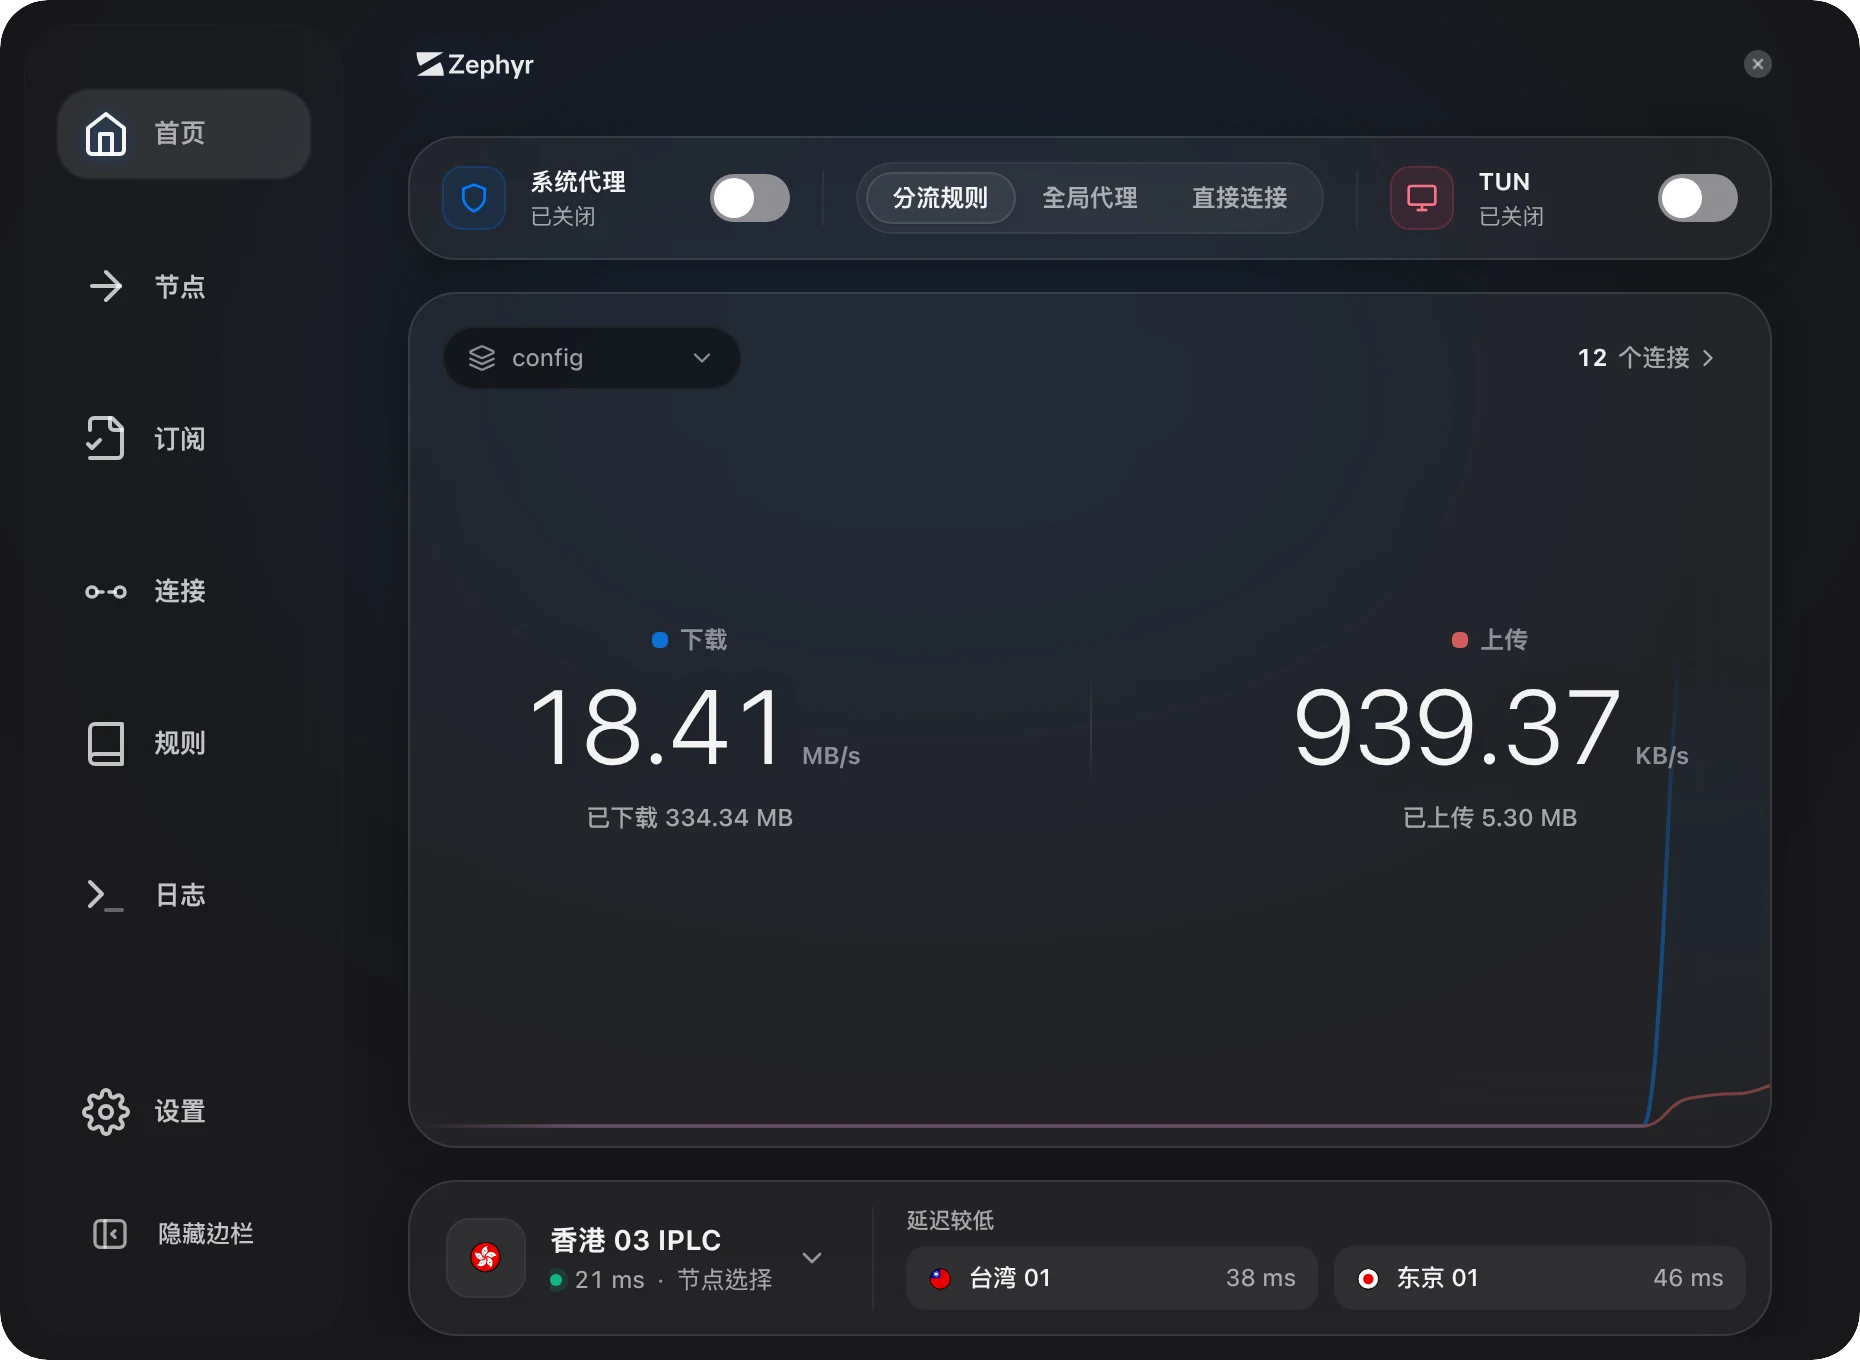 Zephyr
首页
节点
订阅
连接
规则
日志
设置
隐藏边栏
系统代理
已关闭
分流规则
全局代理
直接连接
TUN
已关闭
config
12 个连接
下载
18.41 MB/s
已下载 334.34 MB
上传
939.37 KB/s
已上传 5.30 MB
香港 03 IPLC
21 ms · 节点选择
延迟较低
台湾 01
38 ms
东京 01
46 ms